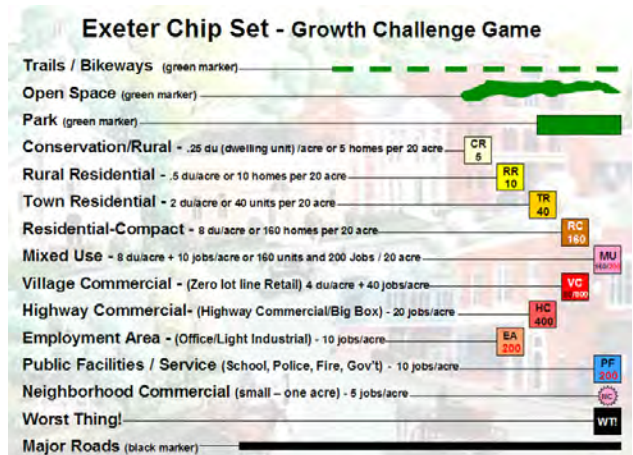 Exeter Chip Set - Growth Challenge Game
Trails / Bikeways (green marker)
Open Space (green marker)
Park (green marker)
Conservation/Rural - .25 du (dwelling unit) /acre or 5 homes per 20 acre
CR
5
Rural Residential - .5 du/acre or 10 homes per 20 acre
RR
10
Town Residential - 2 du/acre or 40 units per 20 acre
TR
40
Residential-Compact - 8 du/acre or 160 homes per 20 acre
RC
160
Mixed Use - 8 du/acre + 10 jobs/acre or 160 units and 200 Jobs / 20 acre
MU
Village Commercial - (Zero lot line Retail) 4 du/acre + 40 jobs/acre
VC
Highway Commercial- (Highway Commercial/Big Box) - 20 jobs/acre
HC
400
Employment Area - (Office/Light Industrial) - 10 jobs/acre
EA
200
Public Facilities / Service (School, Police, Fire, Gov't) - 10 jobs/acre
PF
200
Neighborhood Commercial (small – one acre) - 5 jobs/acre
NC
Worst Thing!
WT!
Major Roads (black marker)